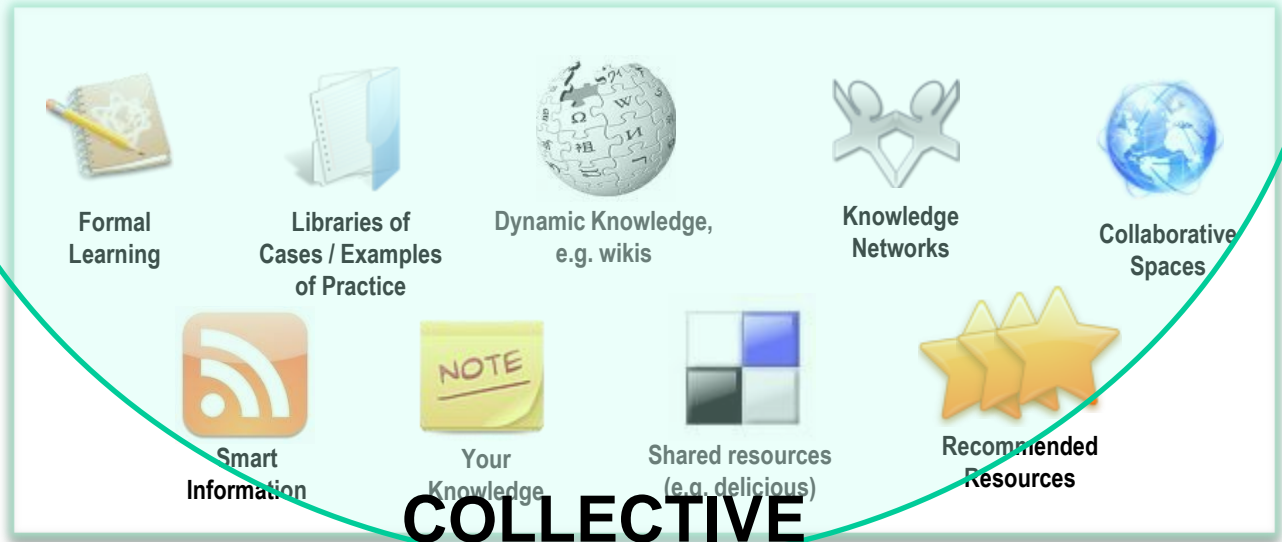 Formal
Learning
Libraries of
Cases / Examples
of Practice
Ω
W
И
祖
Dynamic Knowledge,
e.g. wikis
Knowledge
Networks
Collaborative
Spaces
Smart
Information
NOTE
Your
Knowledge
Shared resources
(e.g. delicious)
Recommended
Resources
COLLECTIVE